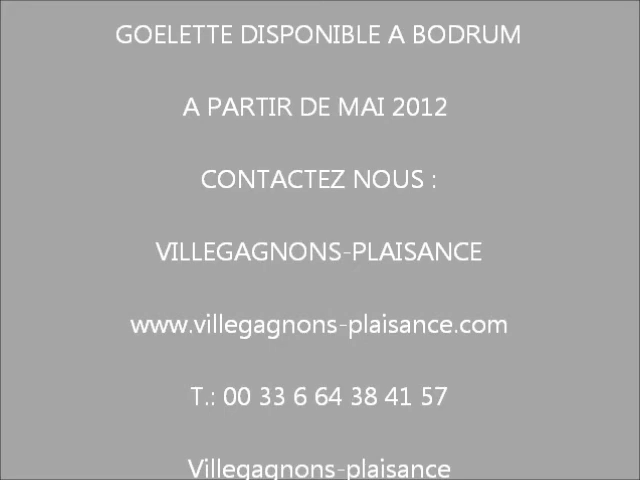 GOELETTE DISPONIBLE A BODRUM
A PARTIR DE MAI 2012
CONTACTEZ NOUS :
VILLEGAGNONS-PLAISANCE
www.villegagnons-plaisance.com
T.: 00 33 6 64 38 41 57
Villegagnons-plaisance